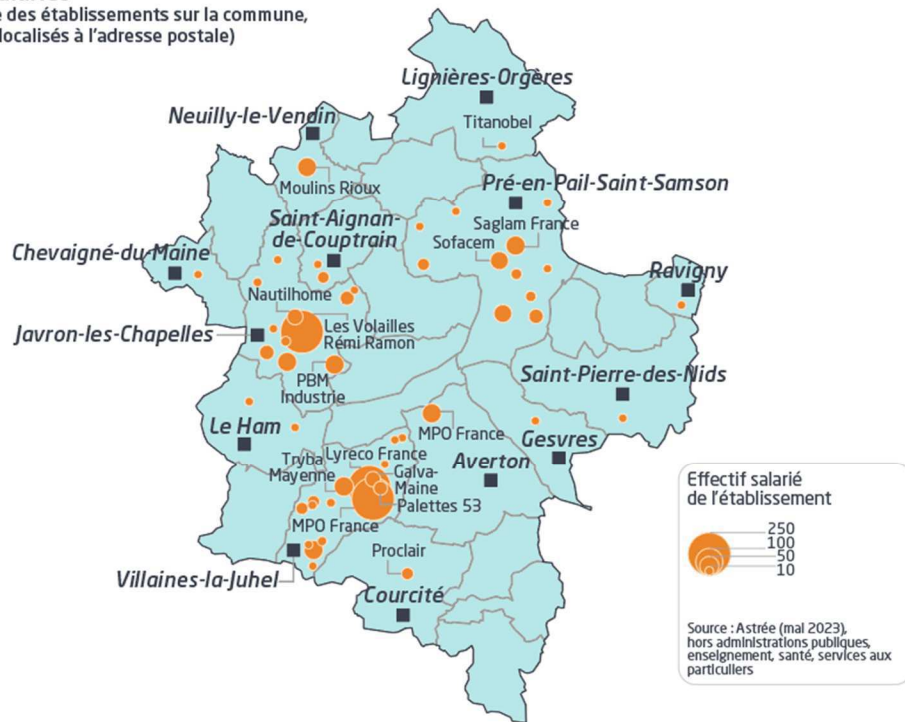 e des établissements sur la commune,
localisés à l'adresse postale)
Lignières-Orgères
Neuilly-le-Vendin
Titanobel
Moulins Rioux
Pré-en-Pail-Saint-Samson
Saint-Aignan-
de-Couptrain
Saglam France
Sofacem
Chevaigné-du-Maine
Ravigny
Nautilhome
Javron-les-Chapelles
Les Volailles
Rémi Ramon
PBM
Industrie
Saint-Pierre-des-Nids
Le Ham
MPO France
Gesvres
Lyreco France
Averton
Tryba
Mayenne
Galva-
Maine
Palettes 53
MPO France
Proclair
Villaines-la-Juhel
Courcité
Effectif salarié
de l'établissement
250
100
50
10
Source : Astrée (mai 2023),
hors administrations publiques,
enseignement, santé, services aux
particuliers